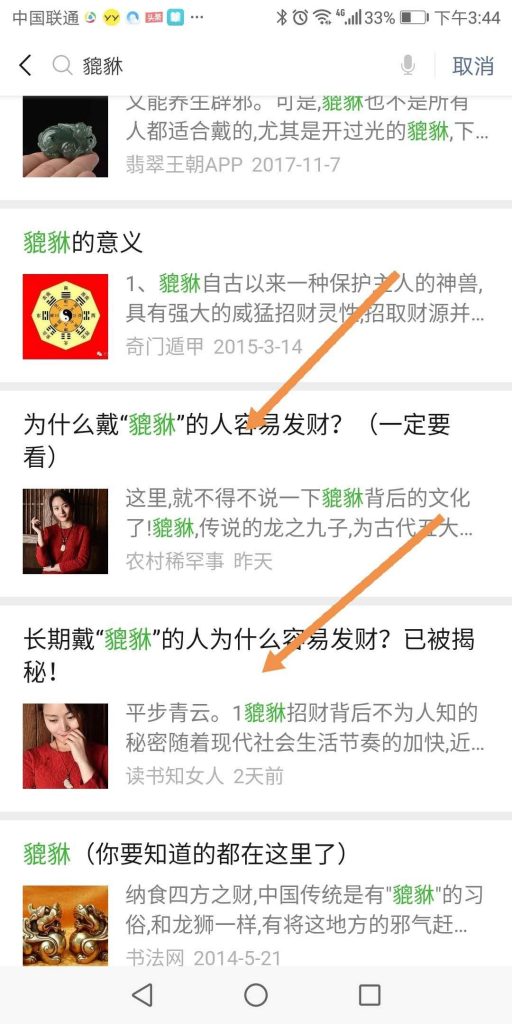 中国联通 YY 头条 ... 4G 33% 下午3:44
貔貅 取消
又能养生辟邪。可是,貔貅也不是所有
人都适合戴的,尤其是开过光的貔貅,下...
翡翠王朝APP 2017-11-7
貔貅的意义
1、貔貅自古以来一种保护主人的神兽,
具有强大的威猛招财灵性,招取财源并...
奇门遁甲 2015-3-14
为什么戴“貔貅”的人容易发财？（一定要
看）
这里,就不得不说一下貔貅背后的文化
了!貔貅,传说的龙之九子,为古代五大...
农村稀罕事 昨天
长期戴“貔貅”的人为什么容易发财？已被揭
秘！
平步青云。1貔貅招财背后不为人知的
秘密随着现代社会生活节奏的加快,近...
读书知女人 2天前
貔貅（你要知道的都在这里了）
纳食四方之财,中国传统是有"貔貅"的习
俗,和龙狮一样,有将这地方的邪气赶...
书法网 2014-5-21